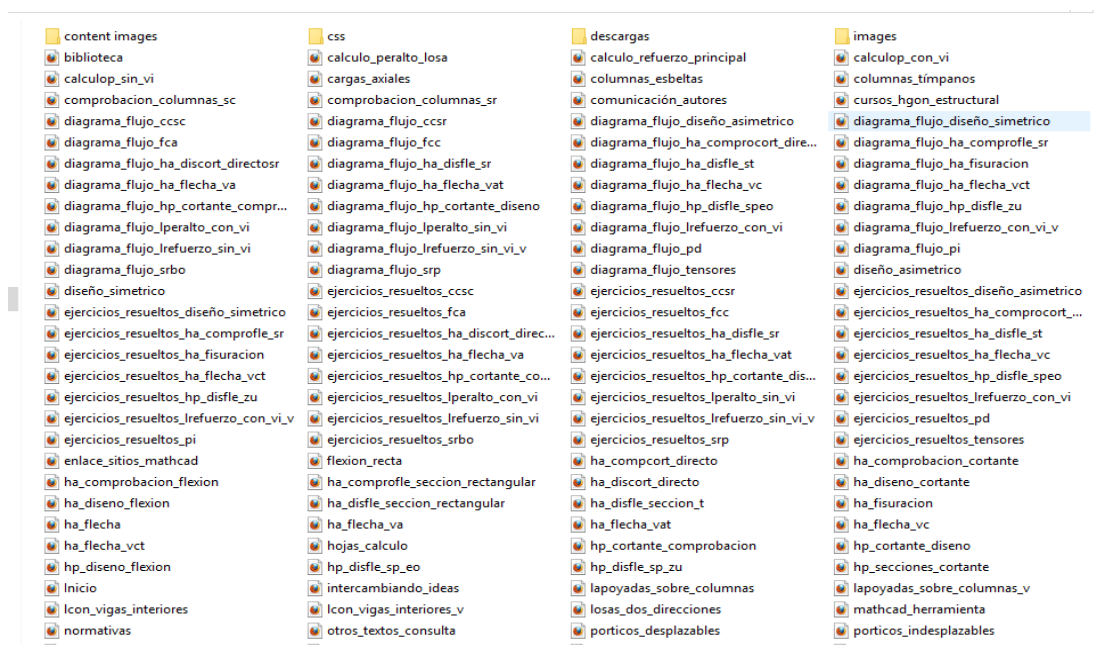 content images css descargas images
biblioteca calculo_peralto_losa calculo_refuerzo_principal calculop_con_vi
calculop_sin_vi cargas_axiales columnas_esbeltas columnas_tímpanos
comprobacion_columnas_sc comprobacion_columnas_sr comunicación_autores cursos_hgon_estructural
diagrama_flujo_ccsc diagrama_flujo_ccsr diagrama_flujo_diseño_asimetrico diagrama_flujo_diseño_simetrico
diagrama_flujo_fca diagrama_flujo_fcc diagrama_flujo_ha_comprocort_dire... diagrama_flujo_ha_comprofle_sr
diagrama_flujo_ha_discort_directosr diagrama_flujo_ha_disfle_sr diagrama_flujo_ha_disfle_st diagrama_flujo_ha_fisuracion
diagrama_flujo_ha_flecha_va diagrama_flujo_ha_flecha_vat diagrama_flujo_ha_flecha_vc diagrama_flujo_ha_flecha_vct
diagrama_flujo_hp_cortante_compr... diagrama_flujo_hp_cortante_diseno diagrama_flujo_hp_disfle_speo diagrama_flujo_hp_disfle_zu
diagrama_flujo_lperalto_con_vi diagrama_flujo_lperalto_sin_vi diagrama_flujo_lrefuerzo_con_vi diagrama_flujo_lrefuerzo_con_vi_v
diagrama_flujo_lrefuerzo_sin_vi diagrama_flujo_lrefuerzo_sin_vi_v diagrama_flujo_pd diagrama_flujo_pi
diagrama_flujo_srbo diagrama_flujo_srp diagrama_flujo_tensores diseño_asimetrico
diseño_simetrico ejercicios_resueltos_ccsc ejercicios_resueltos_ccsr ejercicios_resueltos_diseño_asimetrico
ejercicios_resueltos_diseño_simetrico ejercicios_resueltos_fca ejercicios_resueltos_fcc ejercicios_resueltos_ha_comprocort_...
ejercicios_resueltos_ha_comprofle_sr ejercicios_resueltos_ha_discort_direc... ejercicios_resueltos_ha_disfle_sr ejercicios_resueltos_ha_disfle_st
ejercicios_resueltos_ha_fisuracion ejercicios_resueltos_ha_flecha_va ejercicios_resueltos_ha_flecha_vat ejercicios_resueltos_ha_flecha_vc
ejercicios_resueltos_ha_flecha_vct ejercicios_resueltos_hp_cortante_co... ejercicios_resueltos_hp_cortante_dis... ejercicios_resueltos_hp_disfle_speo
ejercicios_resueltos_hp_disfle_zu ejercicios_resueltos_lperalto_con_vi ejercicios_resueltos_lperalto_sin_vi ejercicios_resueltos_lrefuerzo_con_vi
ejercicios_resueltos_lrefuerzo_con_vi_v ejercicios_resueltos_lrefuerzo_sin_vi ejercicios_resueltos_lrefuerzo_sin_vi_v ejercicios_resueltos_pd
ejercicios_resueltos_pi ejercicios_resueltos_srbo ejercicios_resueltos_srp ejercicios_resueltos_tensores
enlace_sitios_mathcad flexion_recta ha_compcort_directo ha_comprobacion_cortante
ha_comprobacion_flexion ha_comprofle_seccion_rectangular ha_discort_directo ha_diseno_cortante
ha_diseno_flexion ha_disfle_seccion_rectangular ha_disfle_seccion_t ha_fisuracion
ha_flecha ha_flecha_va ha_flecha_vat ha_flecha_vc
ha_flecha_vct hojas_calculo hp_cortante_comprobacion hp_cortante_diseno
hp_diseno_flexion hp_disfle_sp_eo hp_disfle_sp_zu hp_secciones_cortante
Inicio intercambiando_ideas lapoyadas_sobre_columnas lapoyadas_sobre_columnas_v
lcon_vigas_interiores lcon_vigas_interiores_v losas_dos_direcciones mathcad_herramienta
normativas otros_textos_consulta porticos_desplazables porticos_indesplazables